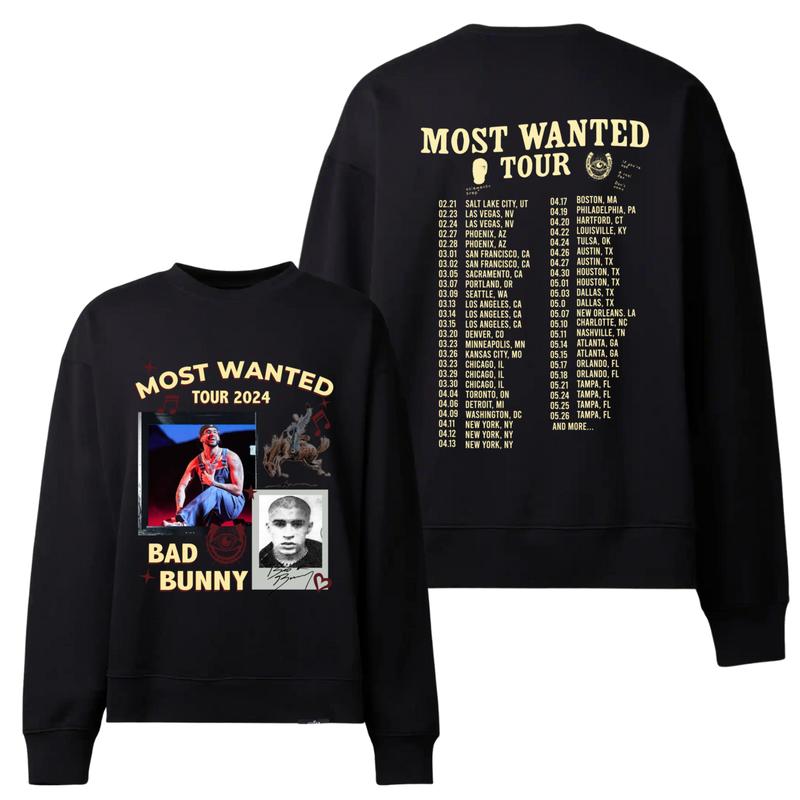 MOST WANTED
TOUR 2024
BAD
BUNNY
Bad
Bunny
MOST WANTED
TOUR
02.21 SALT LAKE CITY, UT
02.23 LAS VEGAS, NV
02.24 LAS VEGAS, NV
02.27 PHOENIX, AZ
02.28 PHOENIX, AZ
03.01 SAN FRANCISCO, CA
03.02 SAN FRANCISCO, CA
03.05 SACRAMENTO, CA
03.07 PORTLAND, OR
03.09 SEATTLE, WA
03.13 LOS ANGELES, CA
03.14 LOS ANGELES, CA
03.15 LOS ANGELES, CA
03.20 DENVER, CO
03.23 MINNEAPOLIS, MN
03.26 KANSAS CITY, MO
03.23 CHICAGO, IL
03.29 CHICAGO, IL
03.30 CHICAGO, IL
04.04 TORONTO, ON
04.06 DETROIT, MI
04.09 WASHINGTON, DC
04.11 NEW YORK, NY
04.12 NEW YORK, NY
04.13 NEW YORK, NY
04.17 BOSTON, MA
04.19 PHILADELPHIA, PA
04.20 HARTFORD, CT
04.22 LOUISVILLE, KY
04.24 TULSA, OK
04.26 AUSTIN, TX
04.27 AUSTIN, TX
04.30 HOUSTON, TX
05.01 HOUSTON, TX
05.03 DALLAS, TX
05.0 DALLAS, TX
05.07 NEW ORLEANS. LA
05.10 CHARLOTTE, NC
05.11 NASHVILLE, TN
05.14 ATLANTA, GA
05.15 ATLANTA, GA
05.17 ORLANDO, FL
05.18 ORLANDO, FL
05.21 TAMPA, FL
05.24 TAMPA, FL
05.25 TAMPA, FL
05.26 TAMPA, FL
AND MORE...